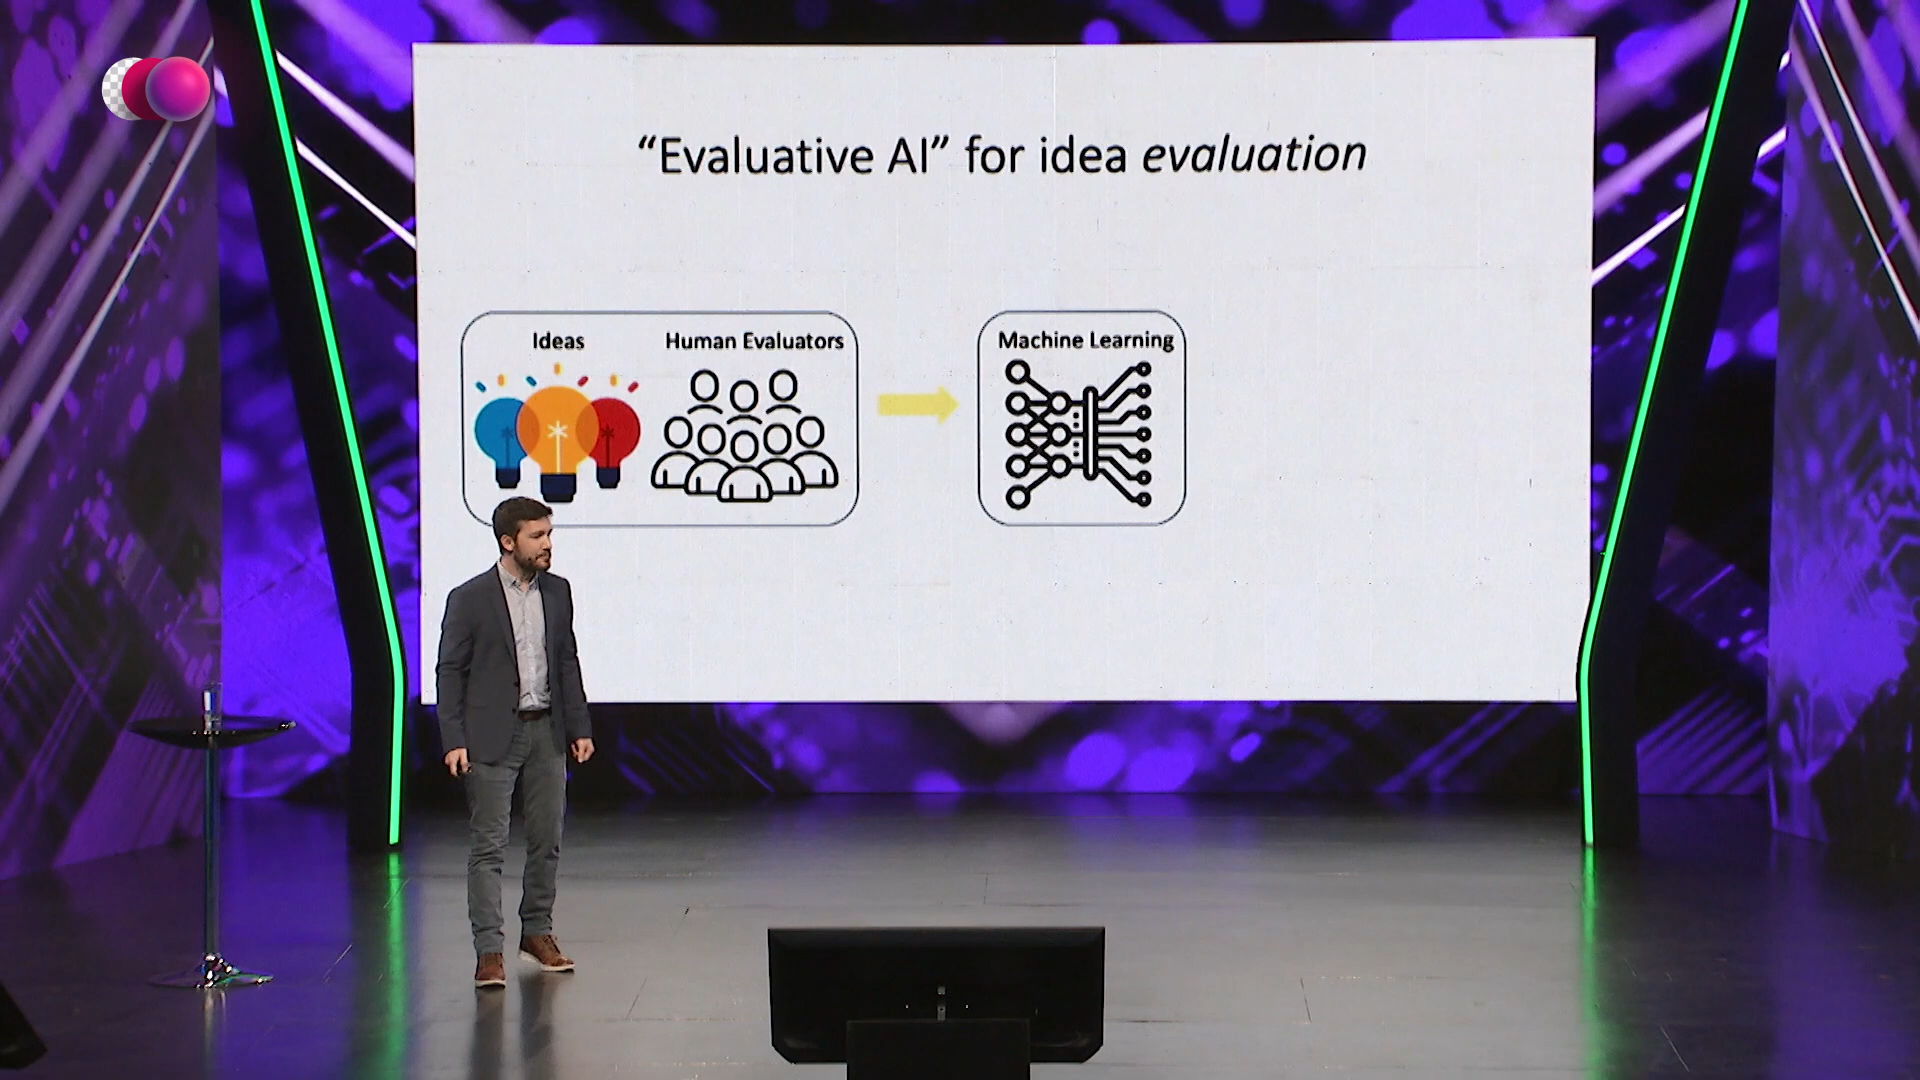 “Evaluative AI” for idea evaluation
Ideas
Human Evaluators
Machine Learning